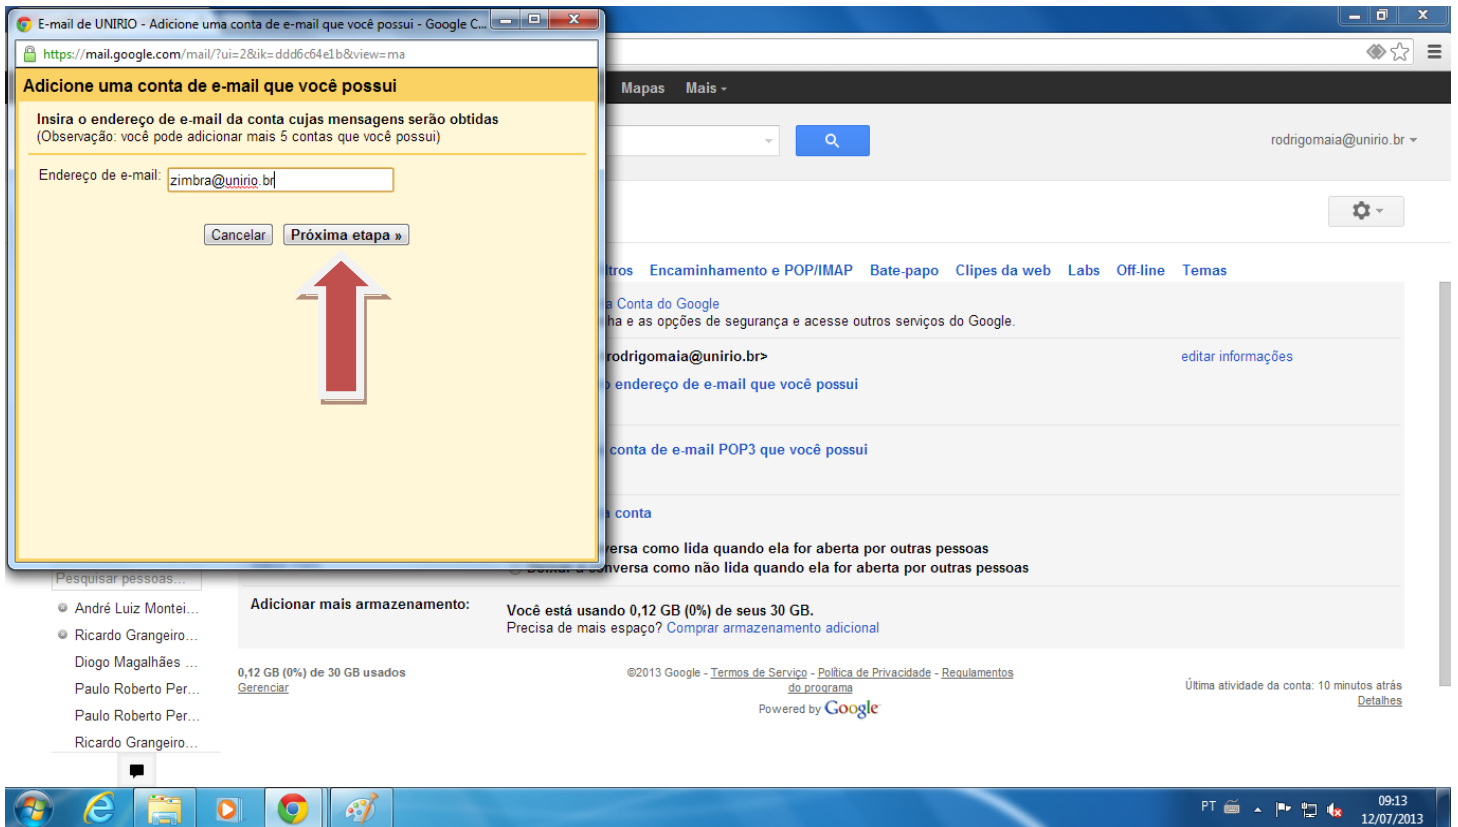 E-mail de UNIRIO - Adicione uma conta de e-mail que você possui - Google C...
https://mail.google.com/mail/?ui=2&ik=ddd6c64e1b&view=ma
Adicione uma conta de e-mail que você possui
Insira o endereço de e-mail da conta cujas mensagens serão obtidas
(Observação: você pode adicionar mais 5 contas que você possui)
Endereço de e-mail: zimbra@unirio.br
Cancelar Próxima etapa »
Mapas Mais
rodrigomaia@unirio.br
ltros Encaminhamento e POP/IMAP Bate-papo Clipes da web Labs Off-line Temas
a Conta do Google
ha e as opções de segurança e acesse outros serviços do Google.
rodrigomaia@unirio.br> editar informações
o endereço de e-mail que você possui
conta de e-mail POP3 que você possui
a conta
versa como lida quando ela for aberta por outras pessoas
conversa como não lida quando ela for aberta por outras pessoas
Pesquisar pessoas...
André Luiz Montei...
Ricardo Grangeiro...
Diogo Magalhães ...
Paulo Roberto Per...
Paulo Roberto Per...
Ricardo Grangeiro...
Adicionar mais armazenamento: Você está usando 0,12 GB (0%) de seus 30 GB.
Precisa de mais espaço? Comprar armazenamento adicional
0,12 GB (0%) de 30 GB usados
Gerenciar
©2013 Google - Termos de Serviço - Política de Privacidade - Regulamentos
do programa
Powered by Google
Última atividade da conta: 10 minutos atrás
Detalhes
PT 09:13
12/07/2013